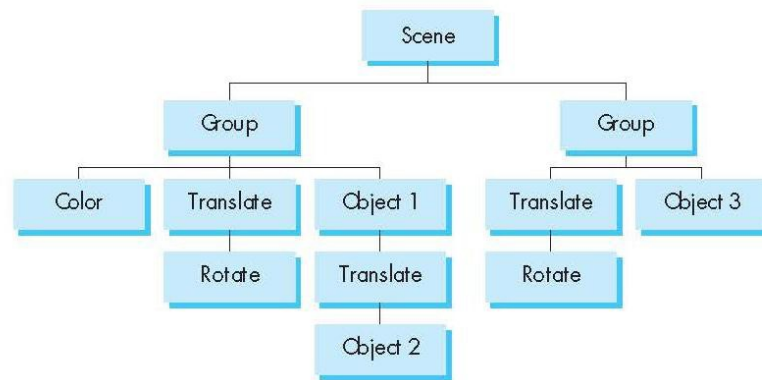 Scene
Group
Group
Color
Translate
Object 1
Translate
Object 3
Rotate
Translate
Rotate
Object 2